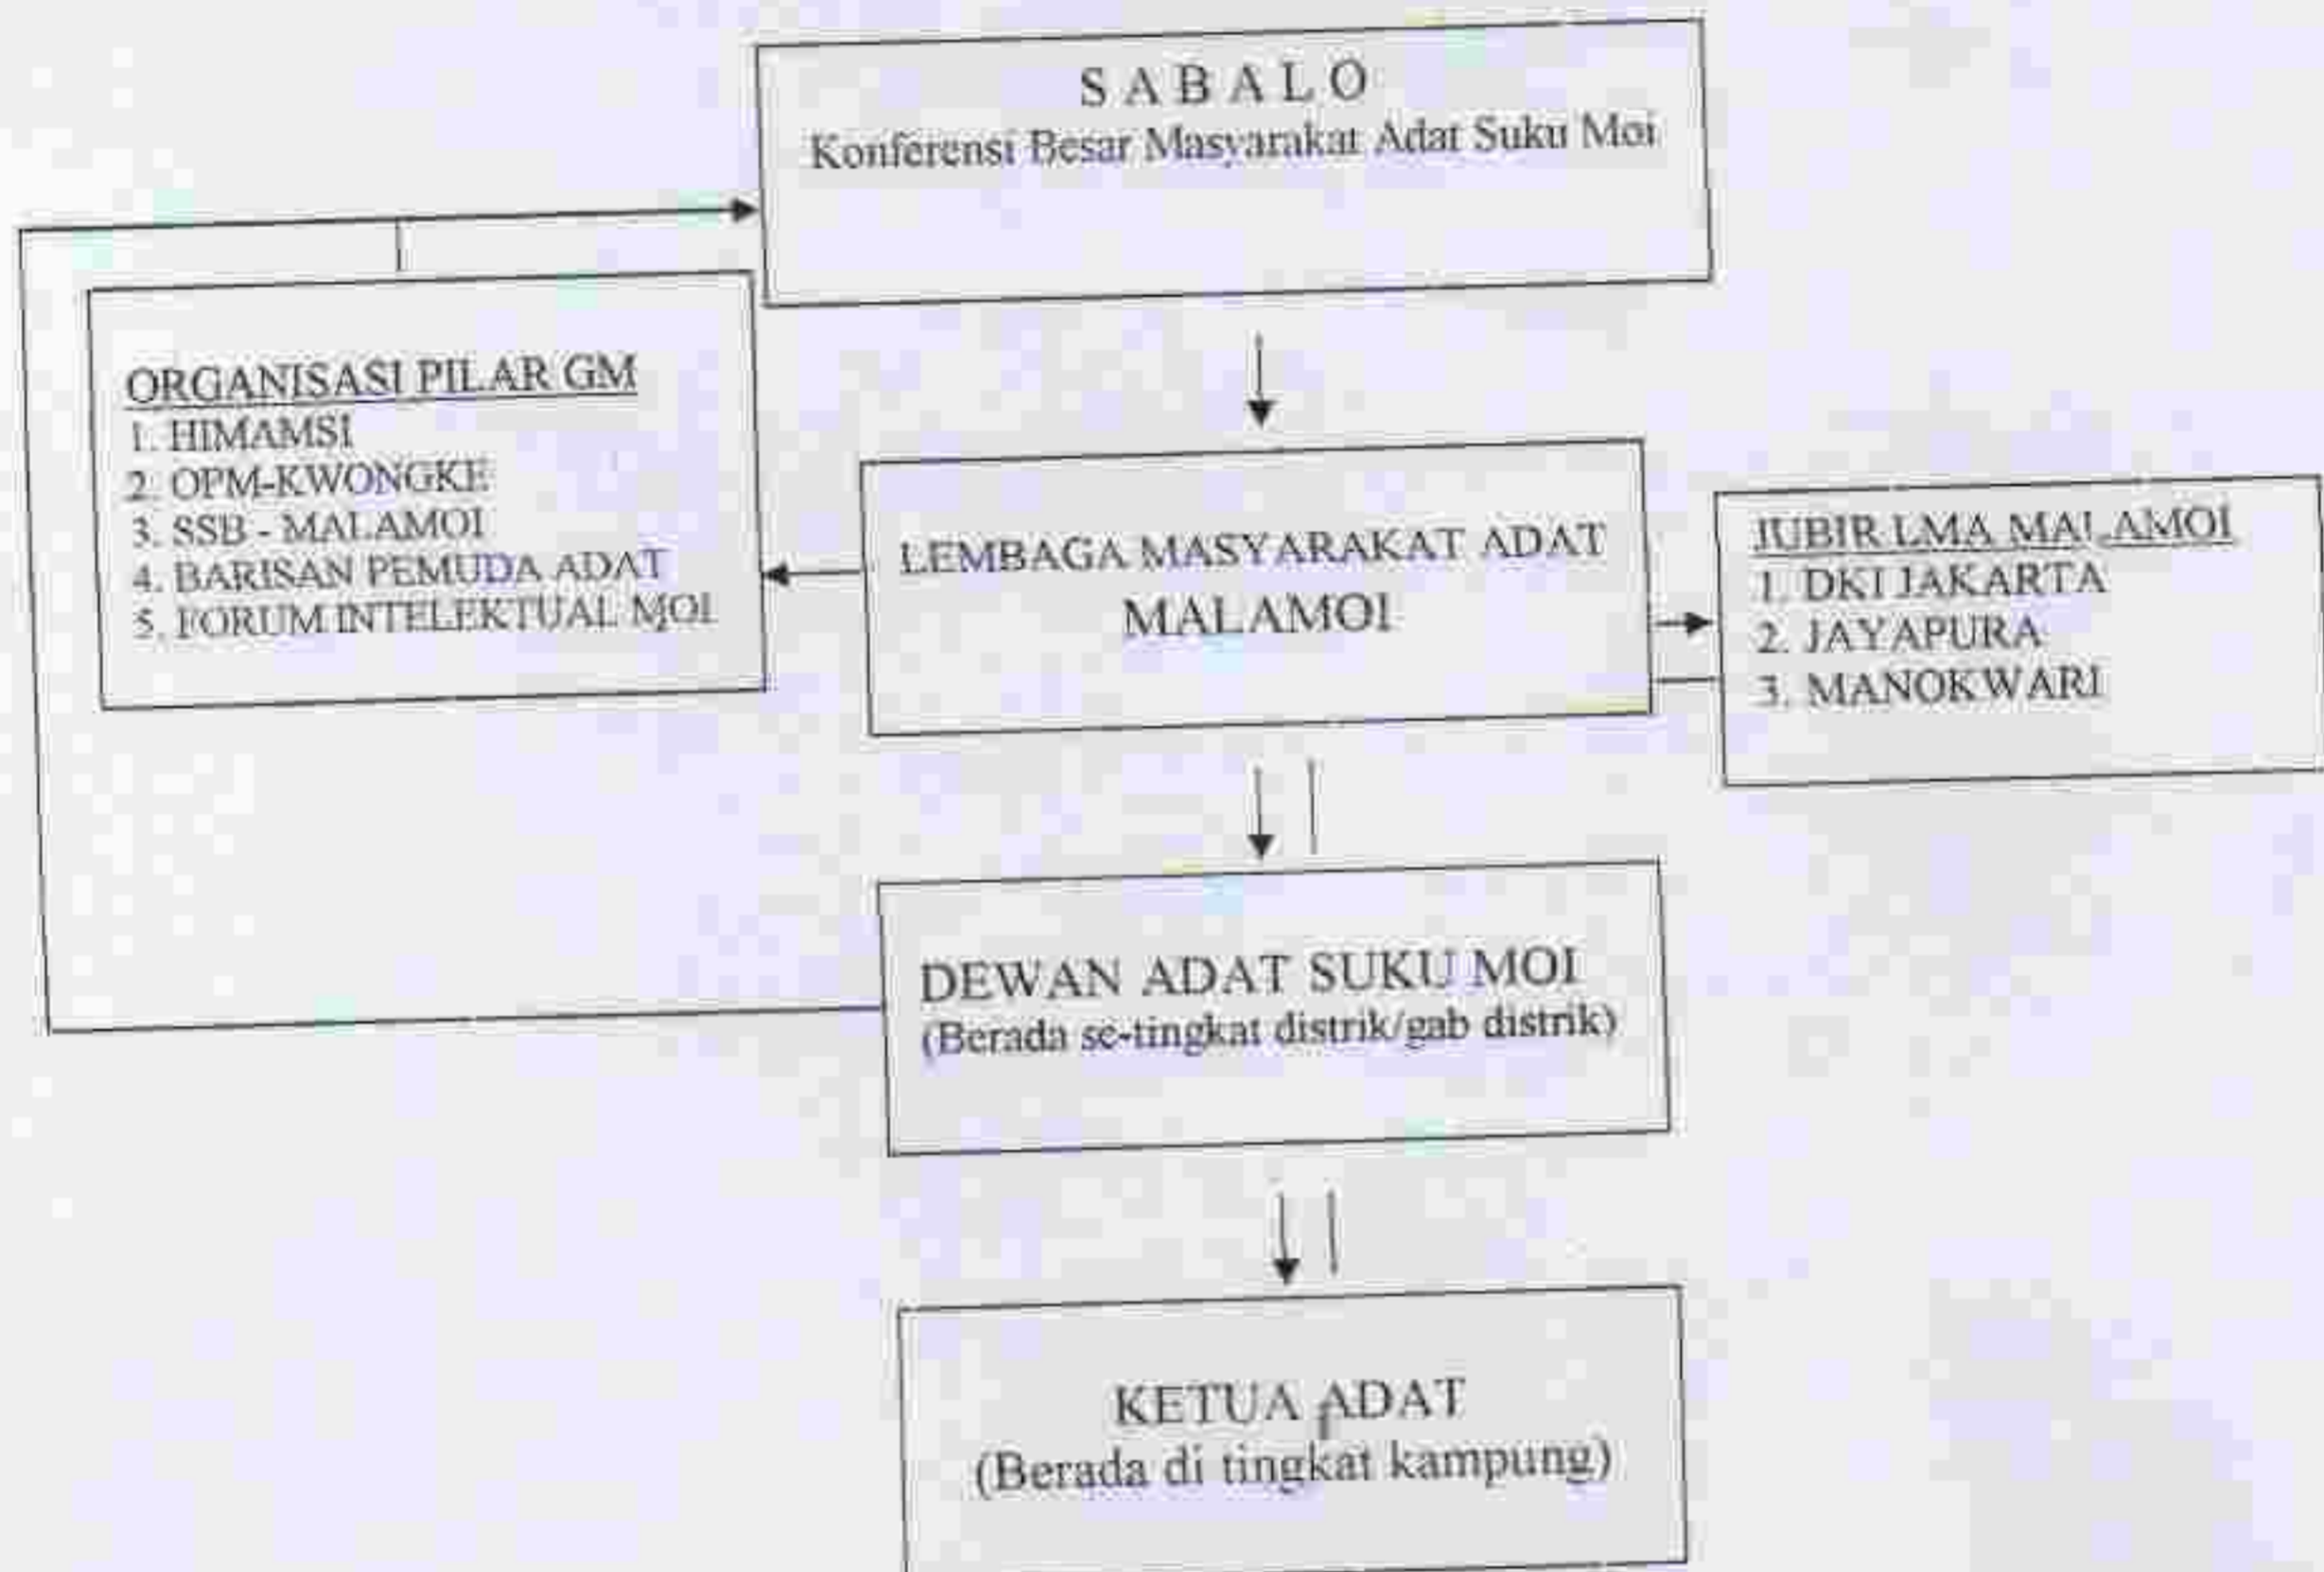 S A B A L O
Konferensi Besar Masyarakat Adat Suku Moi
ORGANISASI PILAR GM
1. HIMAMSI
2. OPM-KWONGKE
3. SSB - MALAMOI
4. BARISAN PEMUDA ADAT
5. FORUM INTELEKTUAL MOI
LEMBAGA MASYARAKAT ADAT
MALAMOI
JUBIR LMA MALAMOI
1. DKI JAKARTA
2. JAYAPURA
3. MANOKWARI
DEWAN ADAT SUKU MOI
(Berada se-tingkat distrik/gab distrik)
KETUA ADAT
(Berada di tingkat kampung)